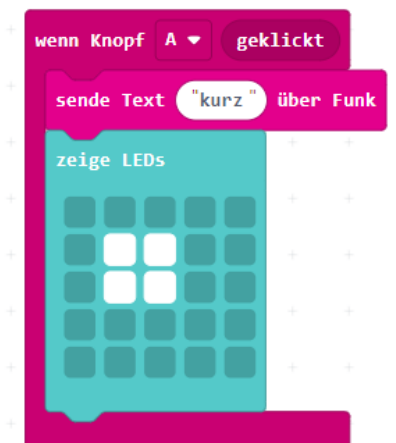 wenn Knopf A geklickt
sende Text "kurz" über Funk
zeige LEDs